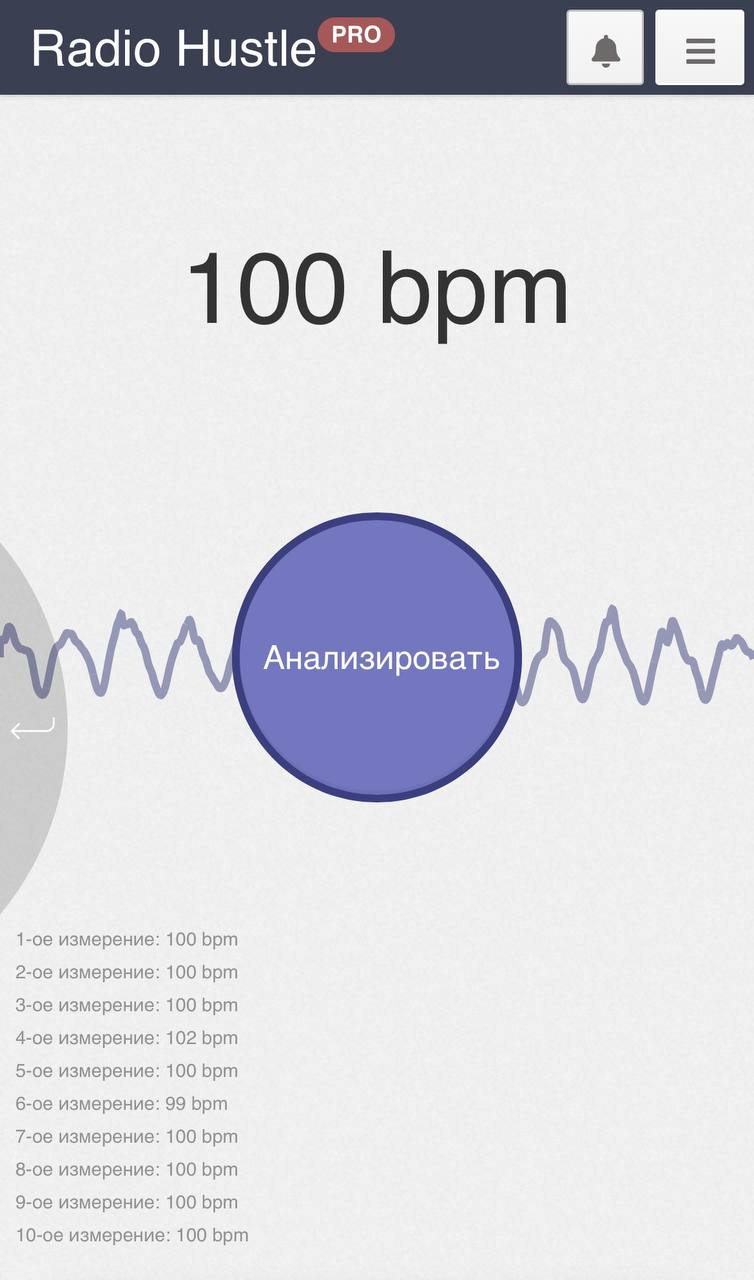 Radio Hustle PRO
100 bpm
Анализировать
1-ое измерение: 100 bpm
2-ое измерение: 100 bpm
3-ое измерение: 100 bpm
4-ое измерение: 102 bpm
5-ое измерение: 100 bpm
6-ое измерение: 99 bpm
7-ое измерение: 100 bpm
8-ое измерение: 100 bpm
9-ое измерение: 100 bpm
10-ое измерение: 100 bpm